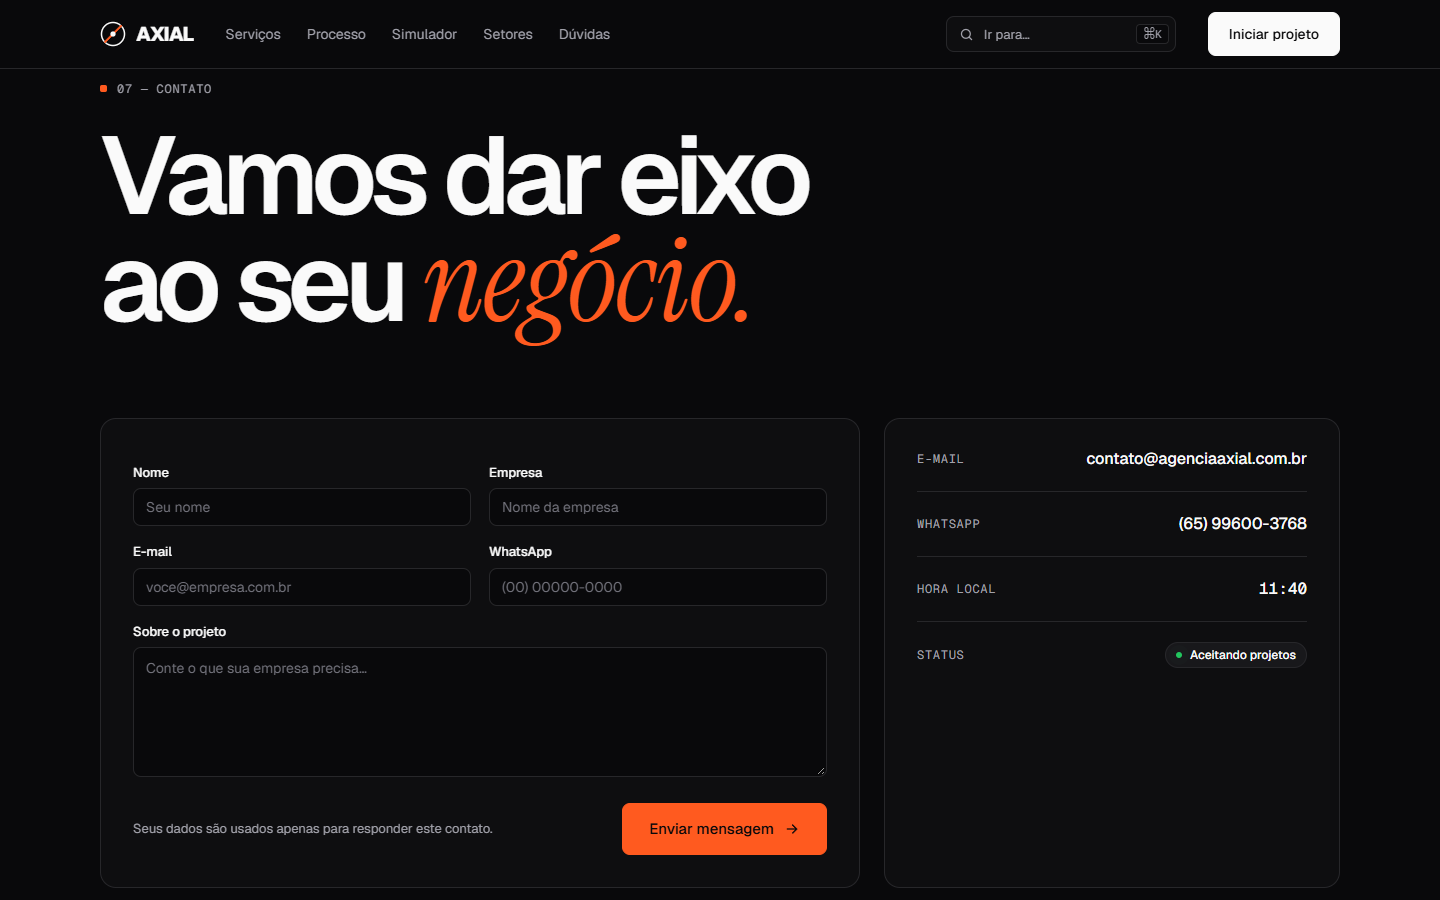 AXIAL
Serviços
Processo
Simulador
Setores
Dúvidas
Ir para...
⌘K
Iniciar projeto
07 — CONTATO
Vamos dar eixo
ao seu negócio.
Nome
Seu nome
Empresa
Nome da empresa
E-mail
voce@empresa.com.br
WhatsApp
(00) 00000-0000
Sobre o projeto
Conte o que sua empresa precisa...
Seus dados são usados apenas para responder este contato.
Enviar mensagem →
E-MAIL
contato@agenciaaxial.com.br
WHATSAPP
(65) 99600-3768
HORA LOCAL
11:40
STATUS
Aceitando projetos